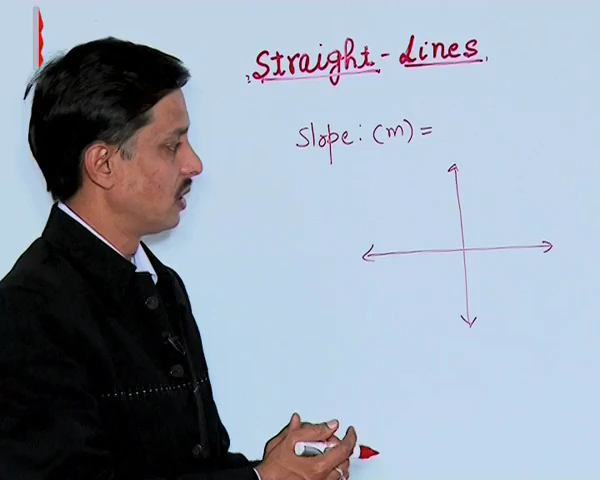 Straight - Lines
Slope : (m) =